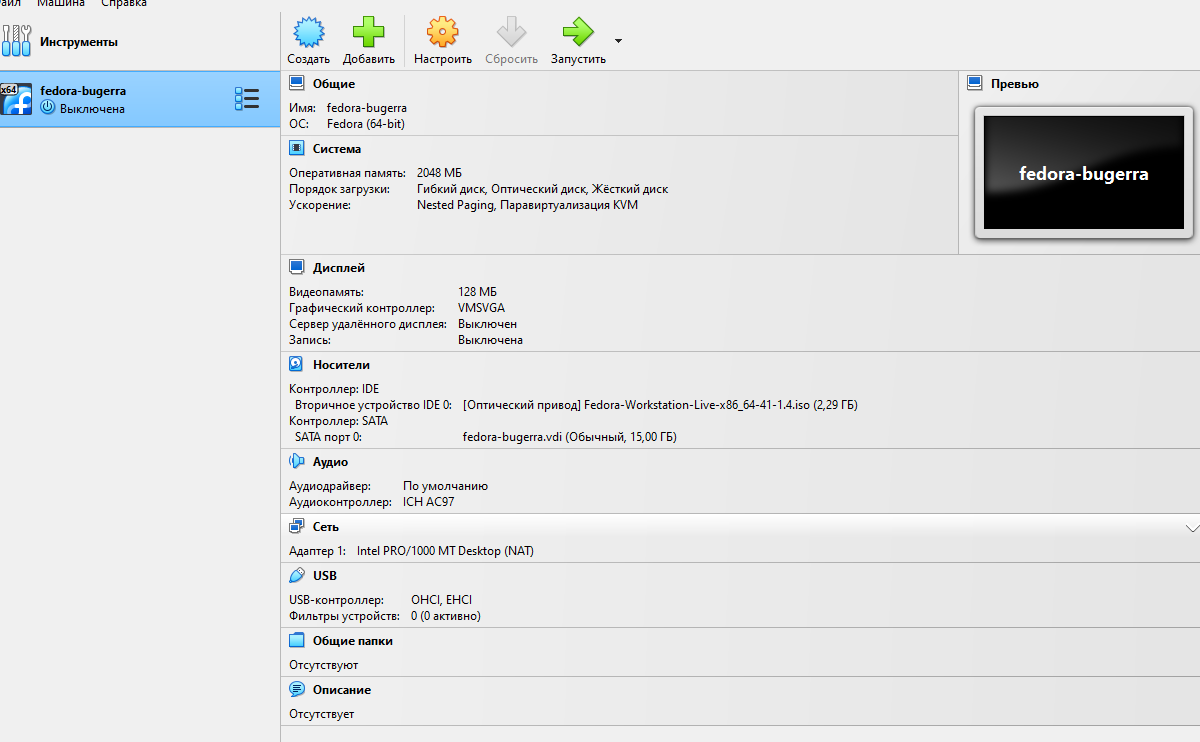 Машина Справка
Инструменты
x64
fedora-bugerra
Выключена
Создать Добавить Настроить Сбросить Запустить
Общие
Имя: fedora-bugerra
ОС: Fedora (64-bit)
Система
Оперативная память: 2048 МБ
Порядок загрузки: Гибкий диск, Оптический диск, Жёсткий диск
Ускорение: Nested Paging, Паравиртуализация KVM
Превью
fedora-bugerra
Дисплей
Видеопамять: 128 МБ
Графический контроллер: VMSVGA
Сервер удалённого дисплея: Выключен
Запись: Выключена
Носители
Контроллер: IDE
Вторичное устройство IDE 0: [Оптический привод] Fedora-Workstation-Live-x86_64-41-1.4.iso (2,29 ГБ)
Контроллер: SATA
SATA порт 0: fedora-bugerra.vdi (Обычный, 15,00 ГБ)
Аудио
Аудиодрайвер: По умолчанию
Аудиоконтроллер: ICH AC97
Сеть
Адаптер 1: Intel PRO/1000 MT Desktop (NAT)
USB
USB-контроллер: OHCI, EHCI
Фильтры устройств: 0 (0 активно)
Общие папки
Отсутствуют
Описание
Отсутствует